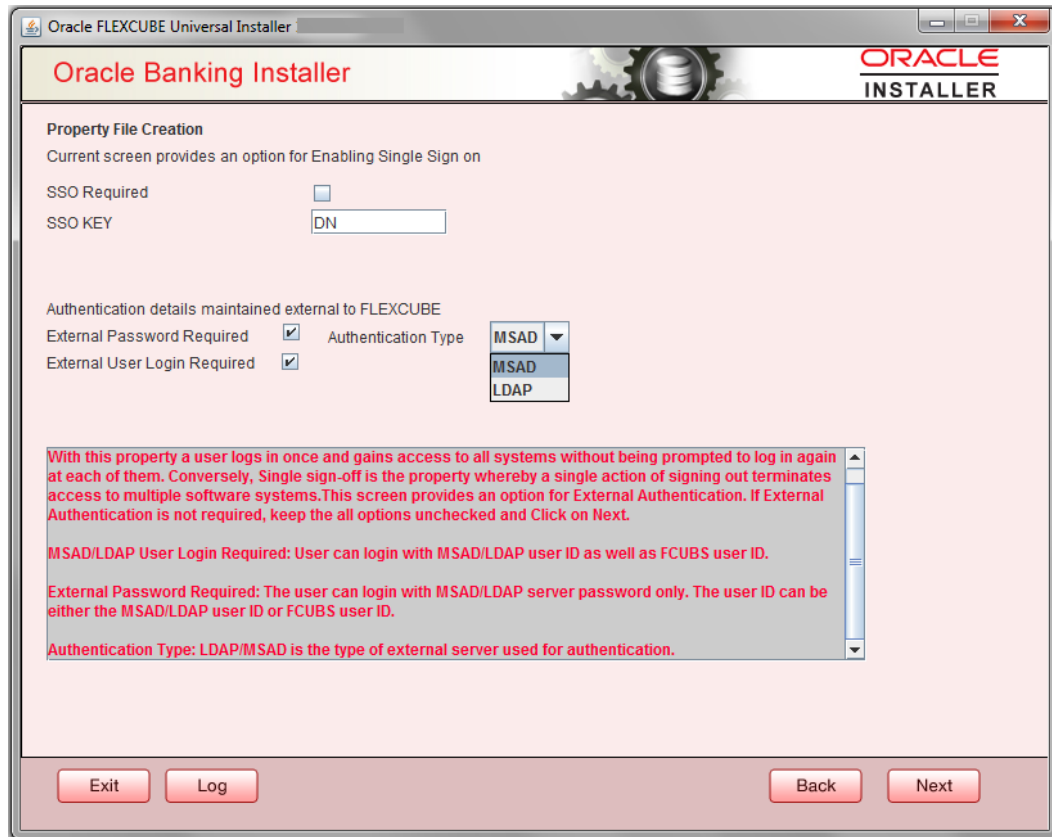 Oracle FLEXCUBE Universal Installer
Oracle Banking Installer
ORACLE
INSTALLER
Property File Creation
Current screen provides an option for Enabling Single Sign on
SSO Required
SSO KEY DN
Authentication details maintained external to FLEXCUBE
External Password Required Authentication Type MSAD
External User Login Required
MSAD
LDAP
With this property a user logs in once and gains access to all systems without being prompted to log in again
at each of them. Conversely, Single sign-off is the property whereby a single action of signing out terminates
access to multiple software systems.This screen provides an option for External Authentication. If External
Authentication is not required, keep the all options unchecked and Click on Next.
MSAD/LDAP User Login Required: User can login with MSAD/LDAP user ID as well as FCUBS user ID.
External Password Required: The user can login with MSAD/LDAP server password only. The user ID can be
either the MSAD/LDAP user ID or FCUBS user ID.
Authentication Type: LDAP/MSAD is the type of external server used for authentication.
Exit Log Back Next